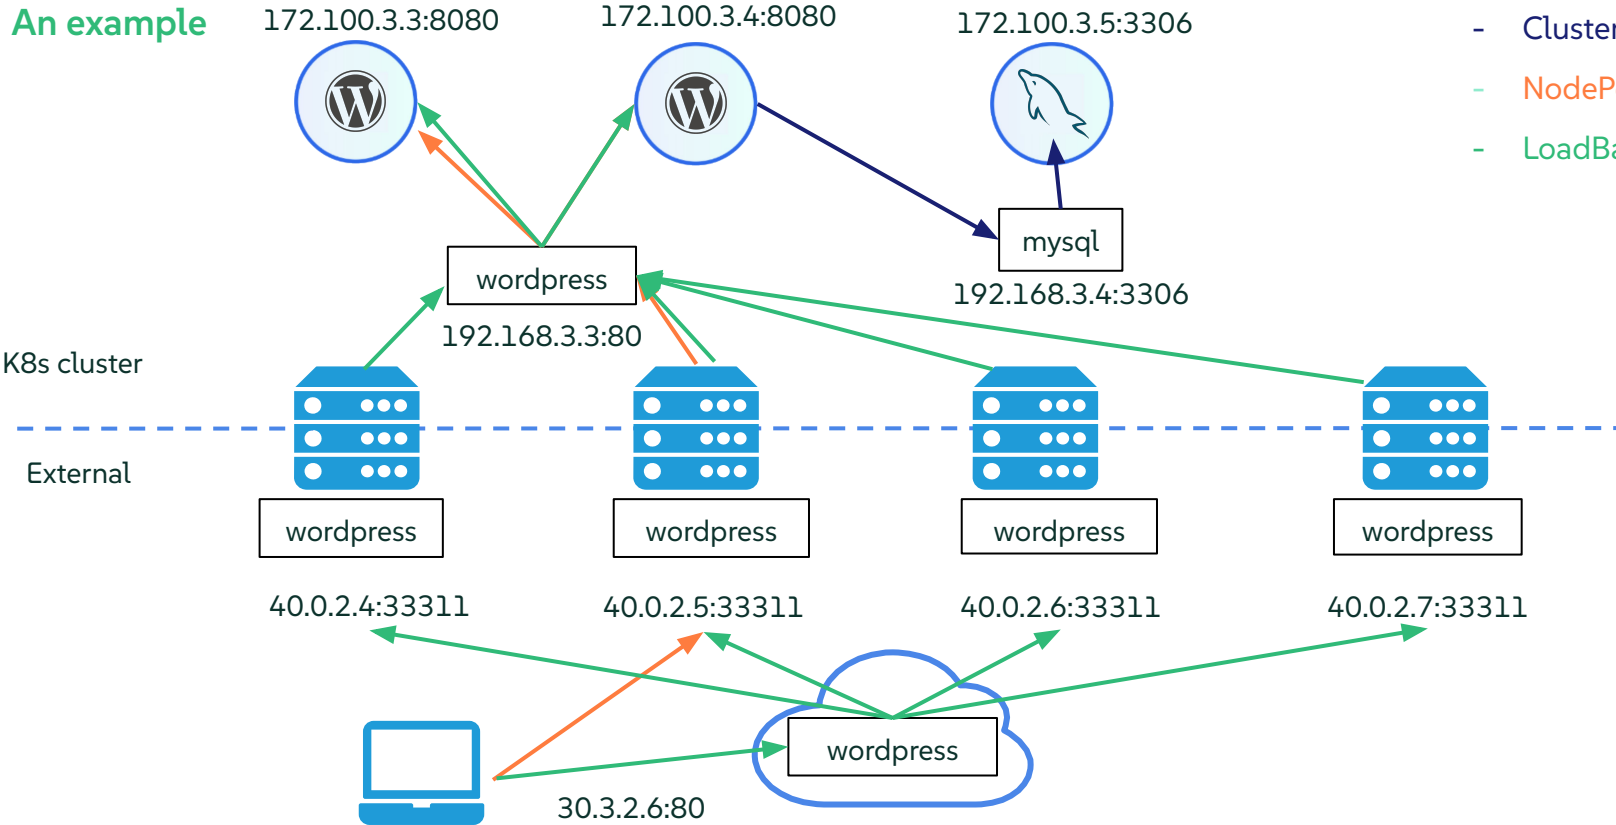 An example
172.100.3.3:8080
172.100.3.4:8080
172.100.3.5:3306
- Cluster
- NodeP
- LoadBa
mysql
192.168.3.4:3306
wordpress
192.168.3.3:80
K8s cluster
External
wordpress
wordpress
wordpress
wordpress
40.0.2.4:33311
40.0.2.5:33311
40.0.2.6:33311
40.0.2.7:33311
wordpress
30.3.2.6:80